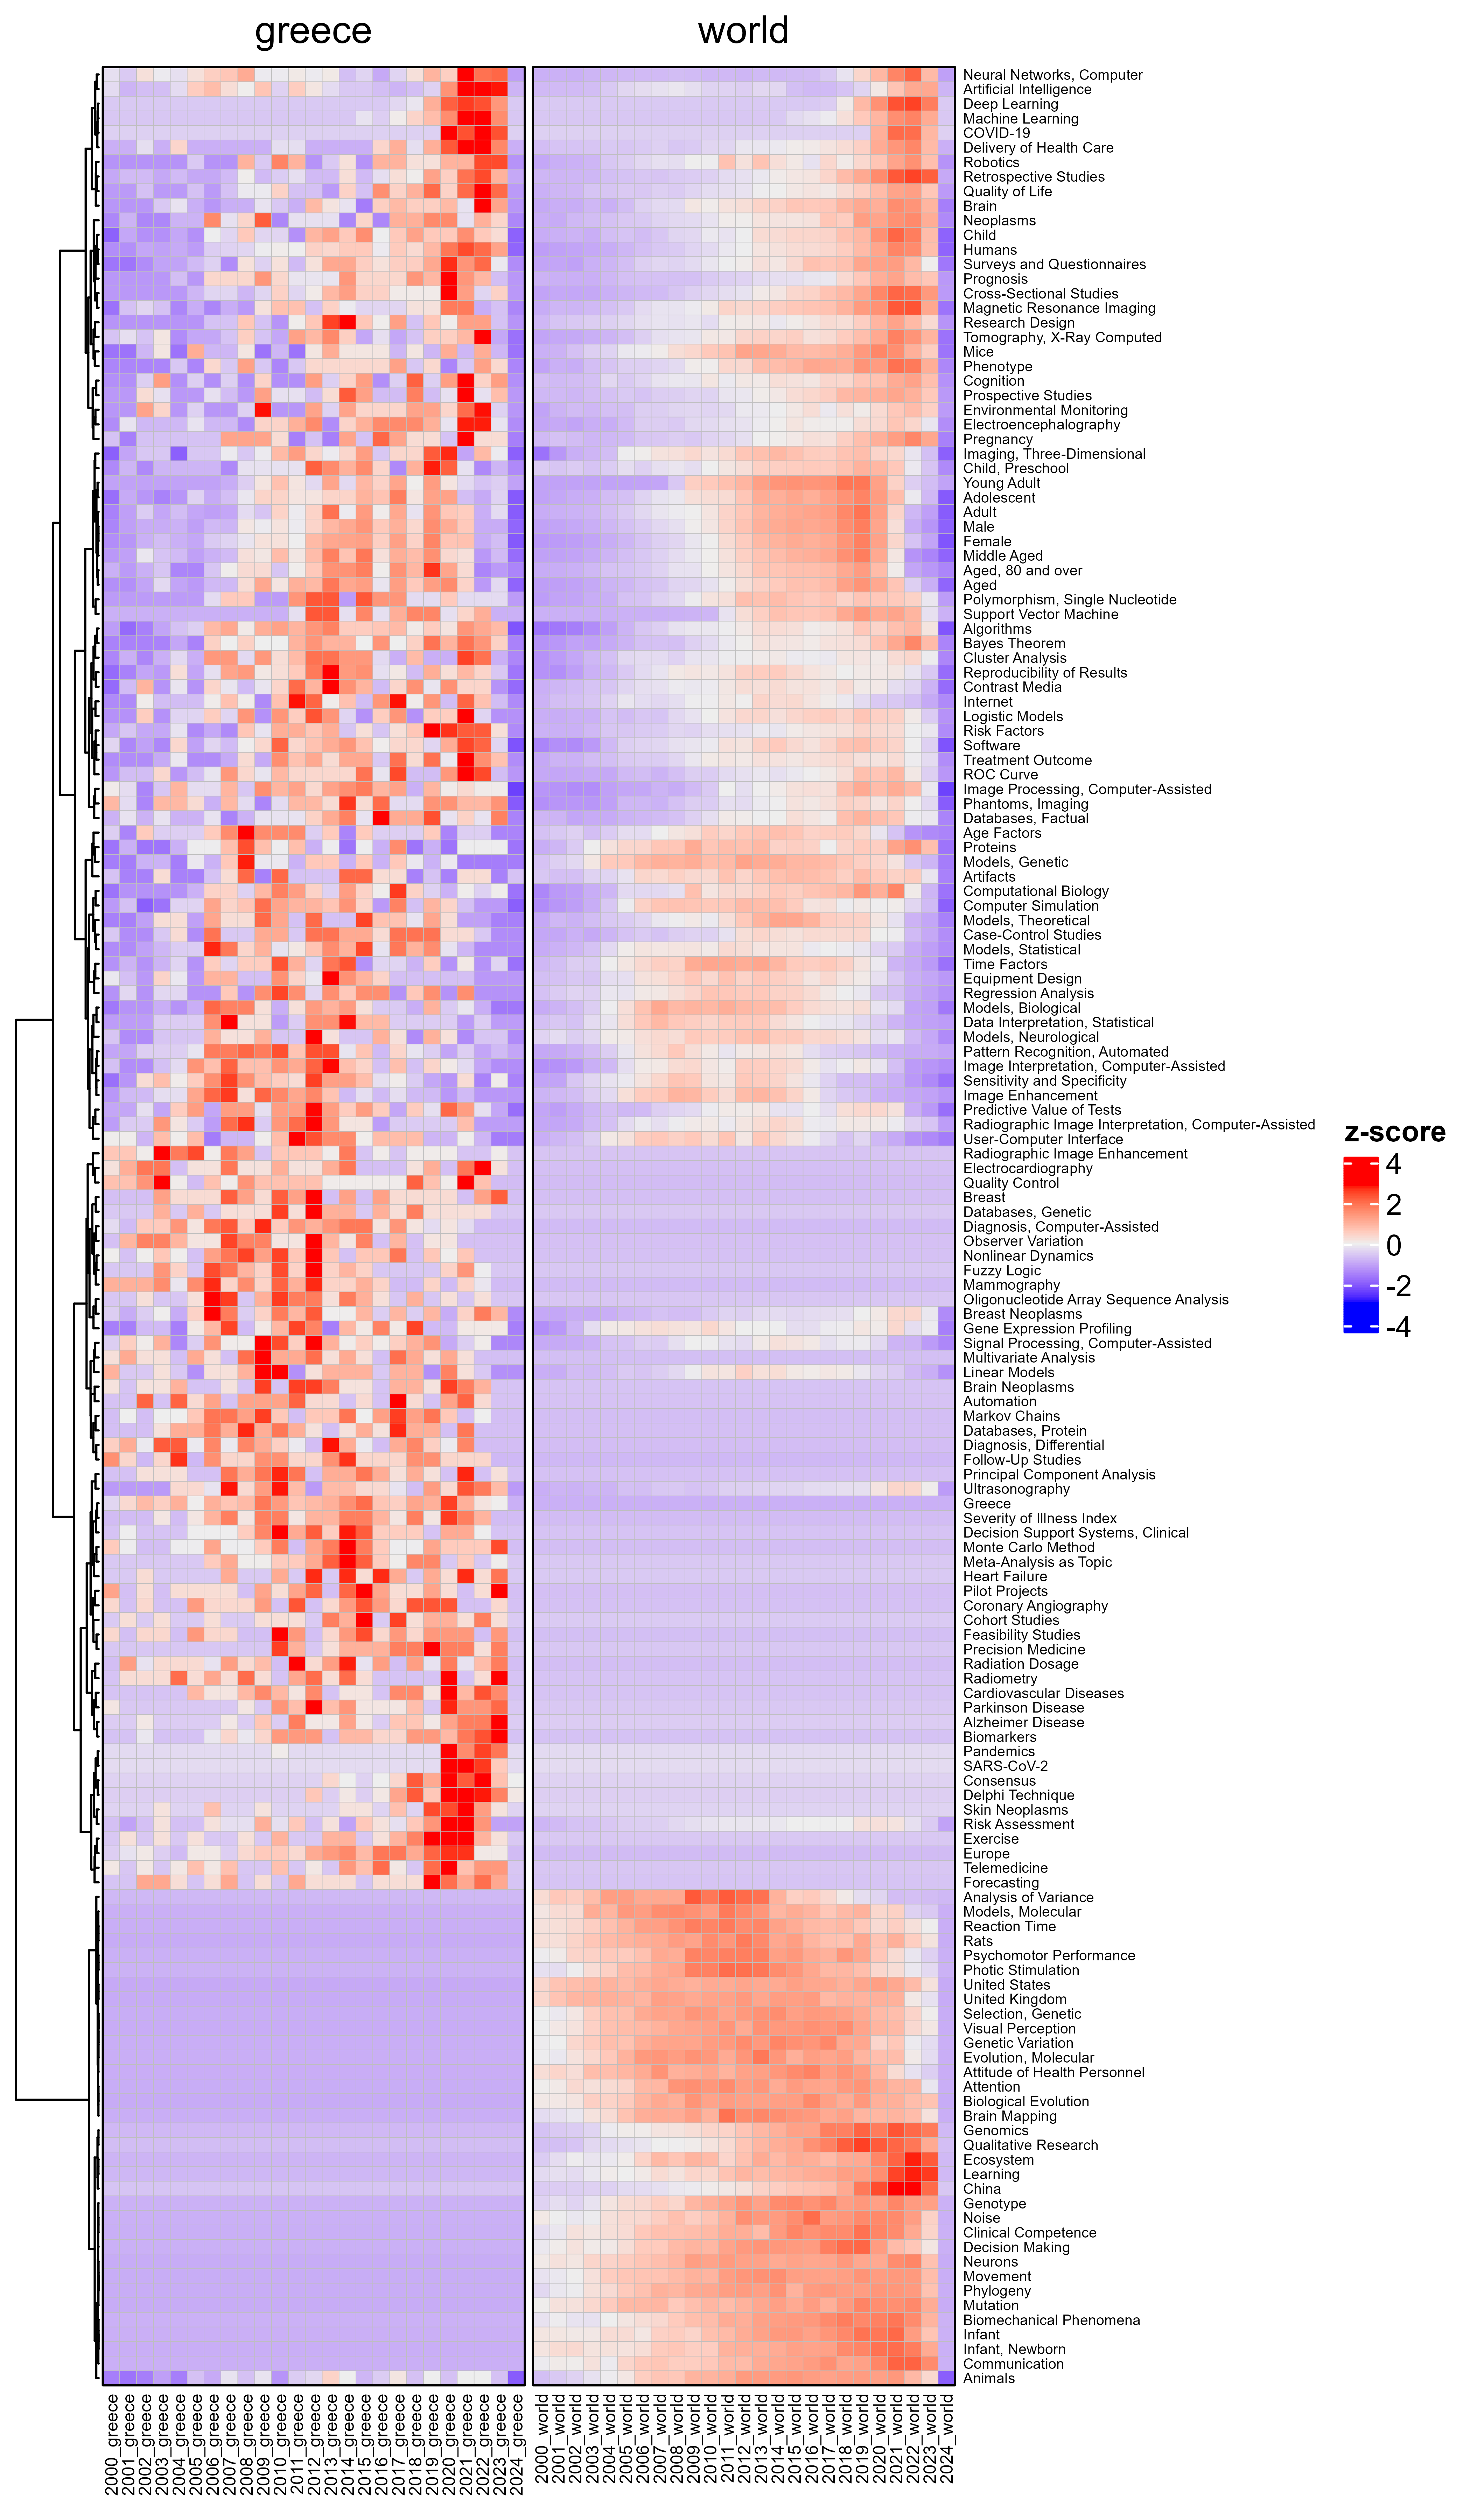 greece
world
Neural Networks, Computer
Artificial Intelligence
Deep Learning
Machine Learning
COVID-19
Delivery of Health Care
Robotics
Retrospective Studies
Quality of Life
Brain
Neoplasms
Child
Humans
Surveys and Questionnaires
Prognosis
Cross-Sectional Studies
Magnetic Resonance Imaging
Research Design
Tomography, X-Ray Computed
Mice
Phenotype
Cognition
Prospective Studies
Environmental Monitoring
Electroencephalography
Pregnancy
Imaging, Three-Dimensional
Child, Preschool
Young Adult
Adolescent
Adult
Male
Female
Middle Aged
Aged, 80 and over
Aged
Polymorphism, Single Nucleotide
Support Vector Machine
Algorithms
Bayes Theorem
Cluster Analysis
Reproducibility of Results
Contrast Media
Internet
Logistic Models
Risk Factors
Software
Treatment Outcome
ROC Curve
Image Processing, Computer-Assisted
Phantoms, Imaging
Databases, Factual
Age Factors
Proteins
Models, Genetic
Artifacts
Computational Biology
Computer Simulation
Models, Theoretical
Case-Control Studies
Models, Statistical
Time Factors
Equipment Design
Regression Analysis
Models, Biological
Data Interpretation, Statistical
Models, Neurological
Pattern Recognition, Automated
Image Interpretation, Computer-Assisted
Sensitivity and Specificity
Image Enhancement
Predictive Value of Tests
Radiographic Image Interpretation, Computer-Assisted
User-Computer Interface
Radiographic Image Enhancement
Electrocardiography
Quality Control
Breast
Databases, Genetic
Diagnosis, Computer-Assisted
Observer Variation
Nonlinear Dynamics
Fuzzy Logic
Mammography
Oligonucleotide Array Sequence Analysis
Breast Neoplasms
Gene Expression Profiling
Signal Processing, Computer-Assisted
Multivariate Analysis
Linear Models
Brain Neoplasms
Automation
Markov Chains
Databases, Protein
Diagnosis, Differential
Follow-Up Studies
Principal Component Analysis
Ultrasonography
Greece
Severity of Illness Index
Decision Support Systems, Clinical
Monte Carlo Method
Meta-Analysis as Topic
Heart Failure
Pilot Projects
Coronary Angiography
Cohort Studies
Feasibility Studies
Precision Medicine
Radiation Dosage
Radiometry
Cardiovascular Diseases
Parkinson Disease
Alzheimer Disease
Biomarkers
Pandemics
SARS-CoV-2
Consensus
Delphi Technique
Skin Neoplasms
Risk Assessment
Exercise
Europe
Telemedicine
Forecasting
Analysis of Variance
Models, Molecular
Reaction Time
Rats
Psychomotor Performance
Photic Stimulation
United States
United Kingdom
Selection, Genetic
Visual Perception
Genetic Variation
Evolution, Molecular
Attitude of Health Personnel
Attention
Biological Evolution
Brain Mapping
Genomics
Qualitative Research
Ecosystem
Learning
China
Genotype
Noise
Clinical Competence
Decision Making
Neurons
Movement
Phylogeny
Mutation
Biomechanical Phenomena
Infant
Infant, Newborn
Communication
Animals
z-score
4
2
0
-2
-4
2000_greece
2001_greece
2002_greece
2003_greece
2004_greece
2005_greece
2006_greece
2007_greece
2008_greece
2009_greece
2010_greece
2011_greece
2012_greece
2013_greece
2014_greece
2015_greece
2016_greece
2017_greece
2018_greece
2019_greece
2020_greece
2021_greece
2022_greece
2023_greece
2024_greece
2000_world
2001_world
2002_world
2003_world
2004_world
2005_world
2006_world
2007_world
2008_world
2009_world
2010_world
2011_world
2012_world
2013_world
2014_world
2015_world
2016_world
2017_world
2018_world
2019_world
2020_world
2021_world
2022_world
2023_world
2024_world